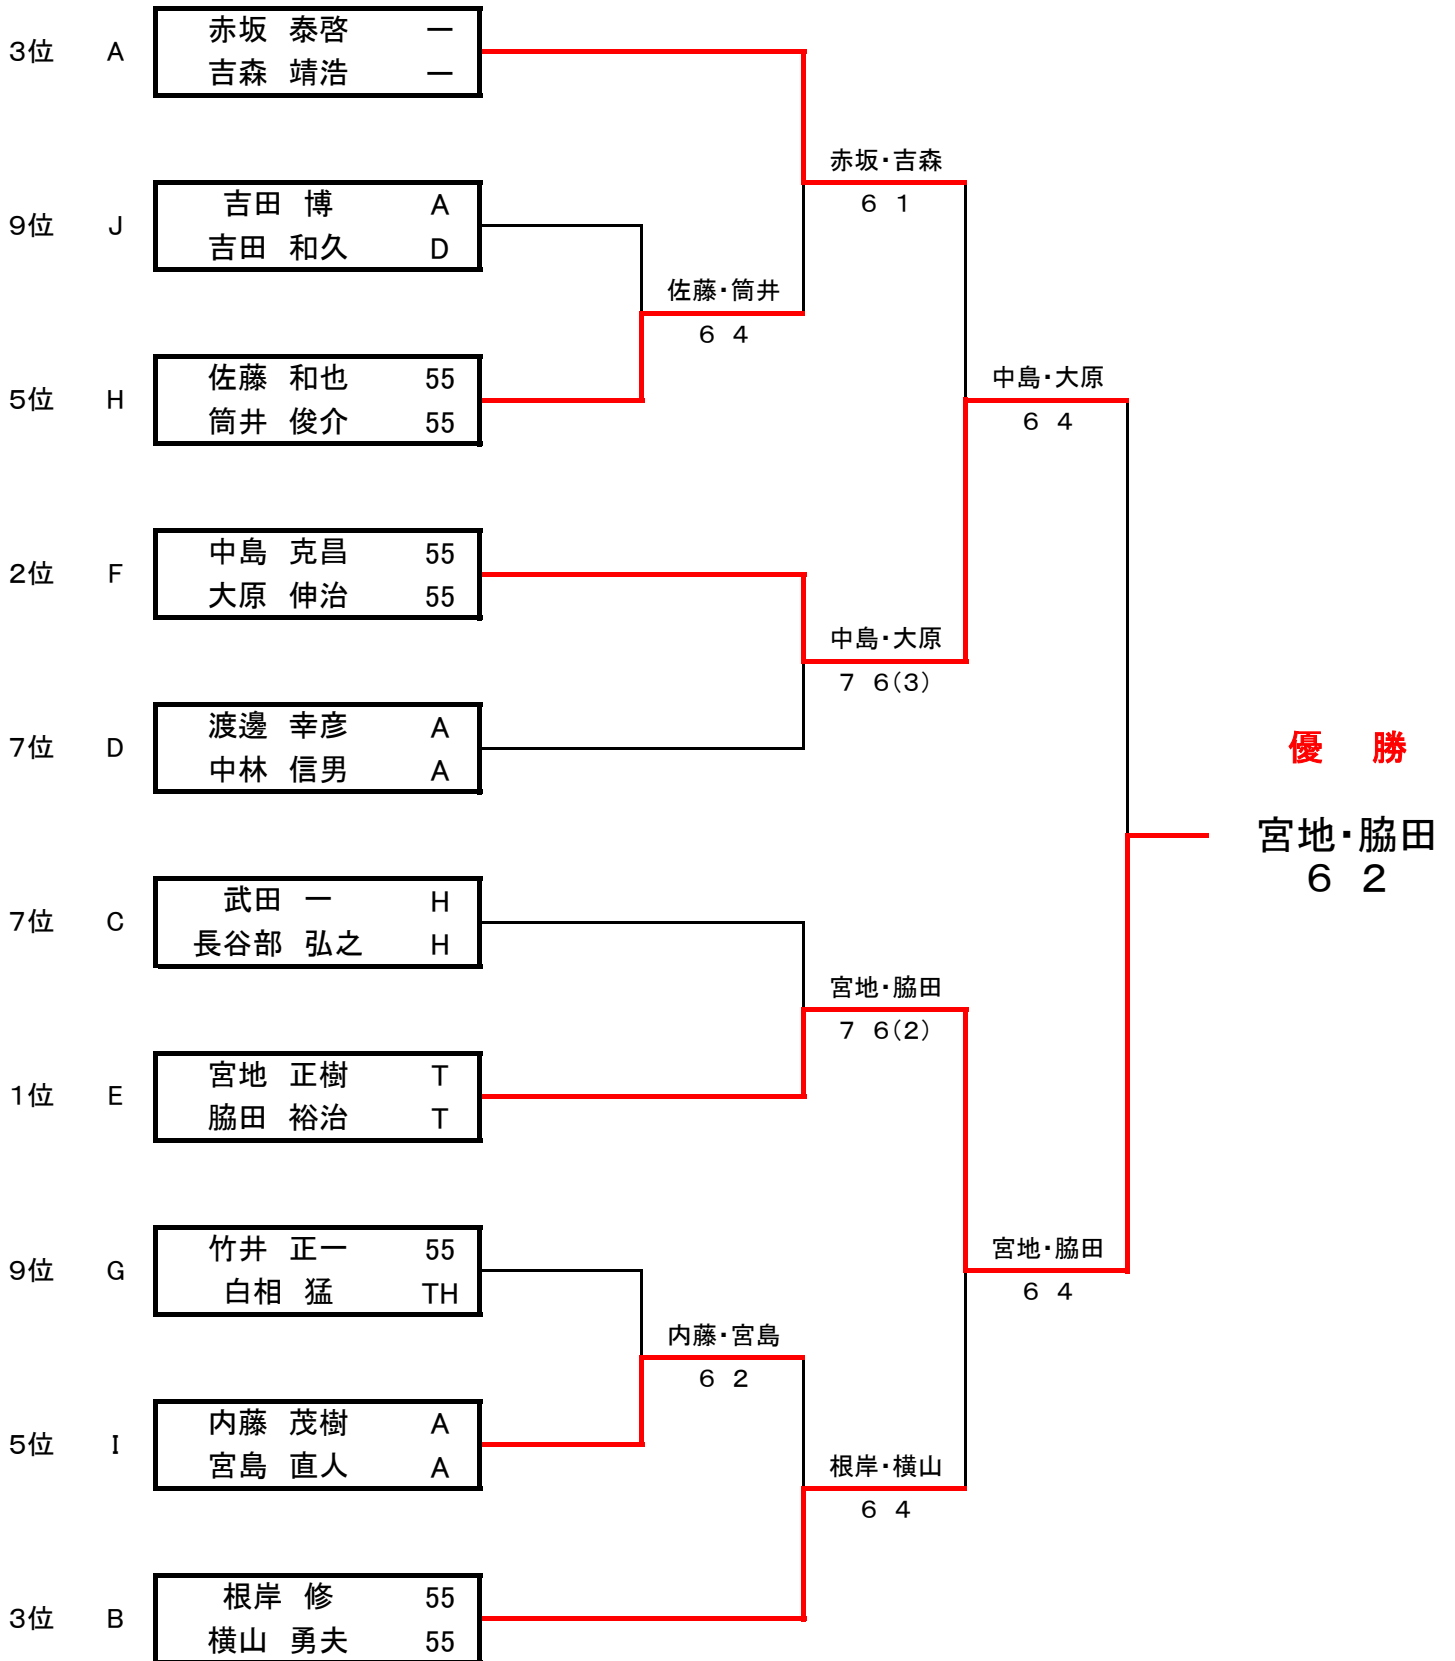 赤坂 泰啓 ー
3位 A
吉森 靖浩 ー
赤坂・吉森
6 1
吉田 博 A
9位 J
吉田 和久 D
佐藤・筒井
6 4
佐藤 和也 55
5位 H
筒井 俊介 55
中島・大原
6 4
中島 克昌 55
2位 F
大原 伸治 55
中島・大原
7 6(3)
渡邊 幸彦 A
7位 D
中林 信男 A
優 勝
宮地・脇田
6 2
武田 一 H
7位 C
長谷部 弘之 H
宮地・脇田
7 6(2)
宮地 正樹 T
1位 E
脇田 裕治 T
竹井 正一 55
9位 G
白相 猛 TH
宮地・脇田
6 4
内藤・宮島
6 2
内藤 茂樹 A
5位 I
宮島 直人 A
根岸・横山
6 4
根岸 修 55
3位 B
横山 勇夫 55